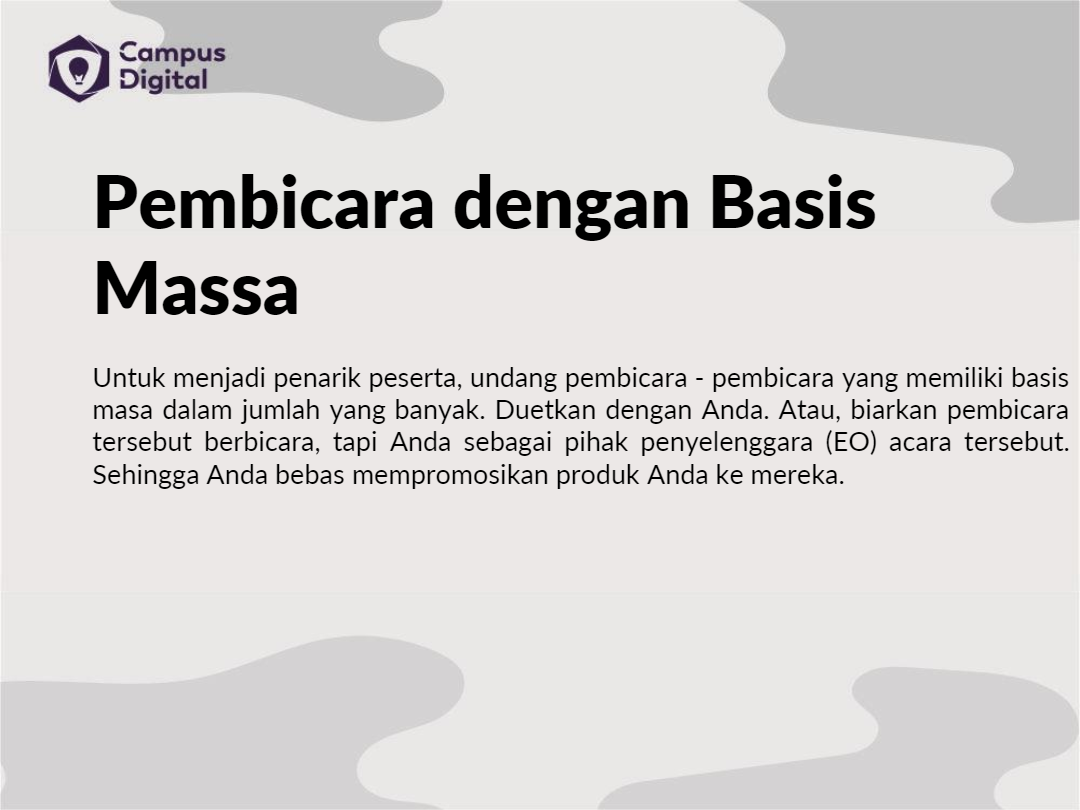 Campus
Digital
Pembicara dengan Basis
Massa
Untuk menjadi penarik peserta, undang pembicara - pembicara yang memiliki basis
masa dalam jumlah yang banyak. Duetkan dengan Anda. Atau, biarkan pembicara
tersebut berbicara, tapi Anda sebagai pihak penyelenggara (EO) acara tersebut.
Sehingga Anda bebas mempromosikan produk Anda ke mereka.